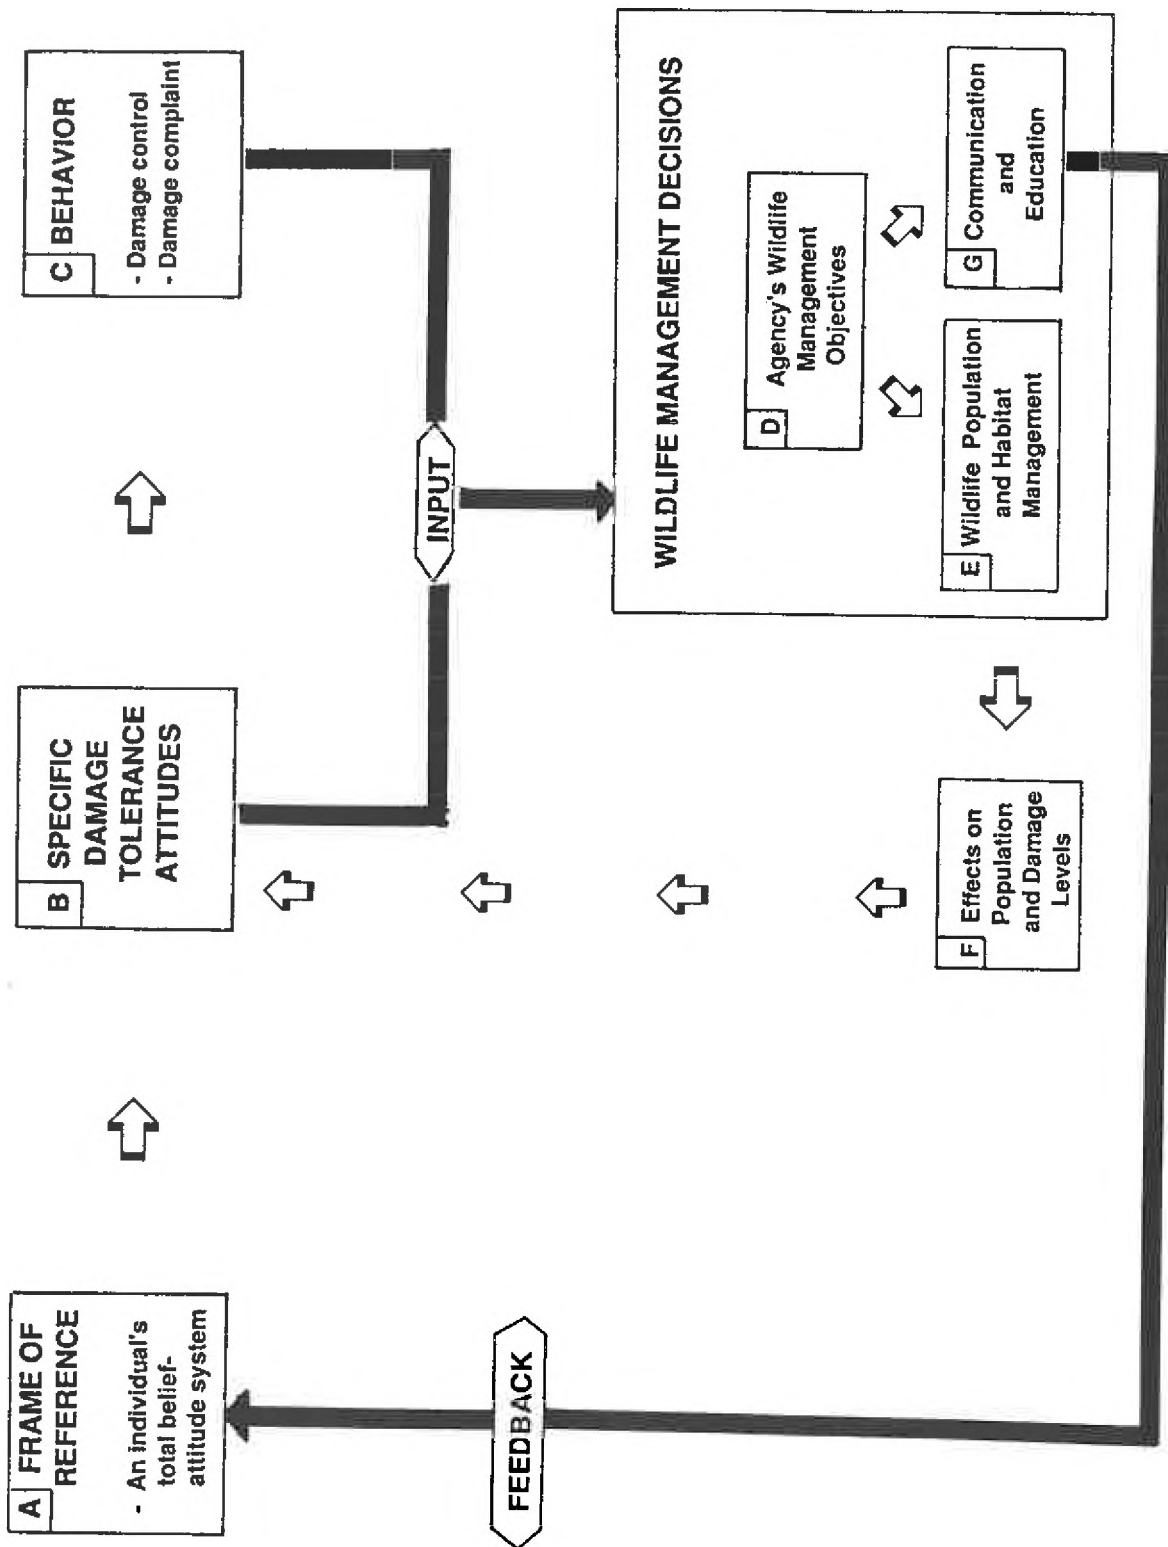 A FRAME OF
REFERENCE
- An individual's
total belief-
attitude system
B SPECIFIC
DAMAGE
TOLERANCE
ATTITUDES
C BEHAVIOR
- Damage control
- Damage complaint
FEEDBACK
INPUT
WILDLIFE MANAGEMENT DECISIONS
D Agency's Wildlife
Management
Objectives
F Effects on
Population
and Damage
Levels
E Wildlife Population
and Habitat
Management
G Communication
and
Education